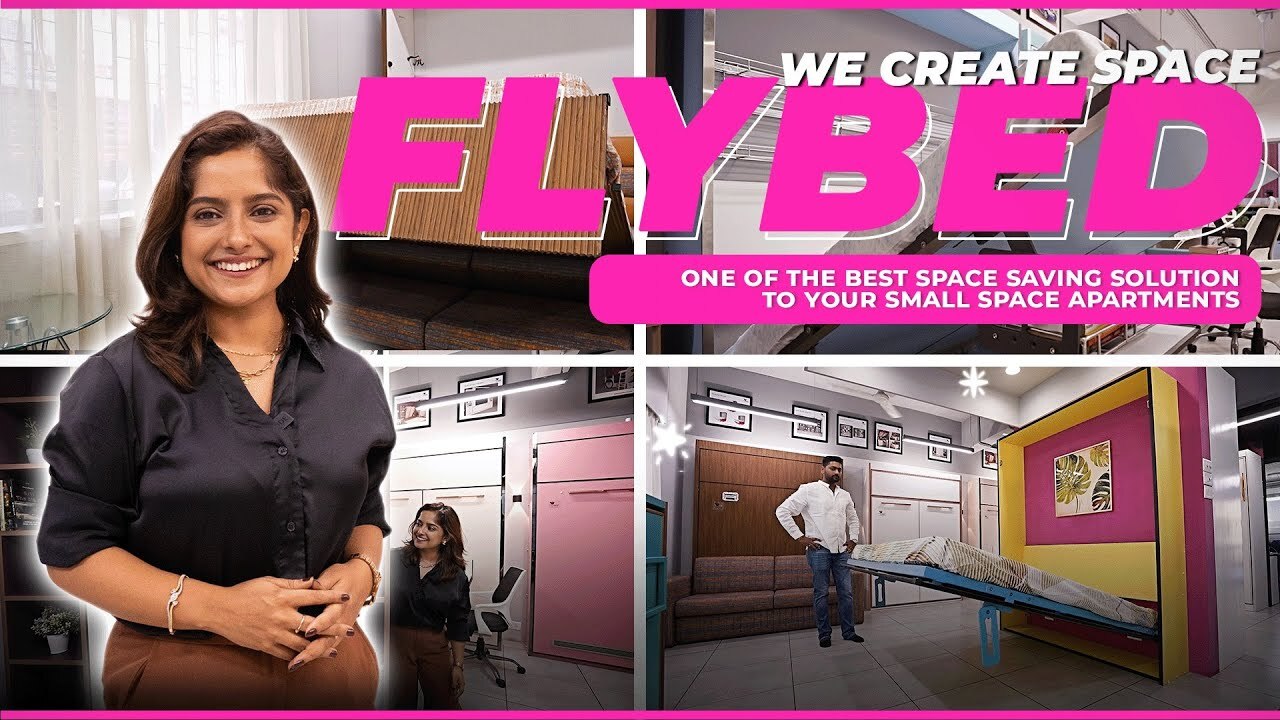 WE CREATE SPACE
FLYBED
ONE OF THE BEST SPACE SAVING SOLUTION
TO YOUR SMALL SPACE APARTMENTS